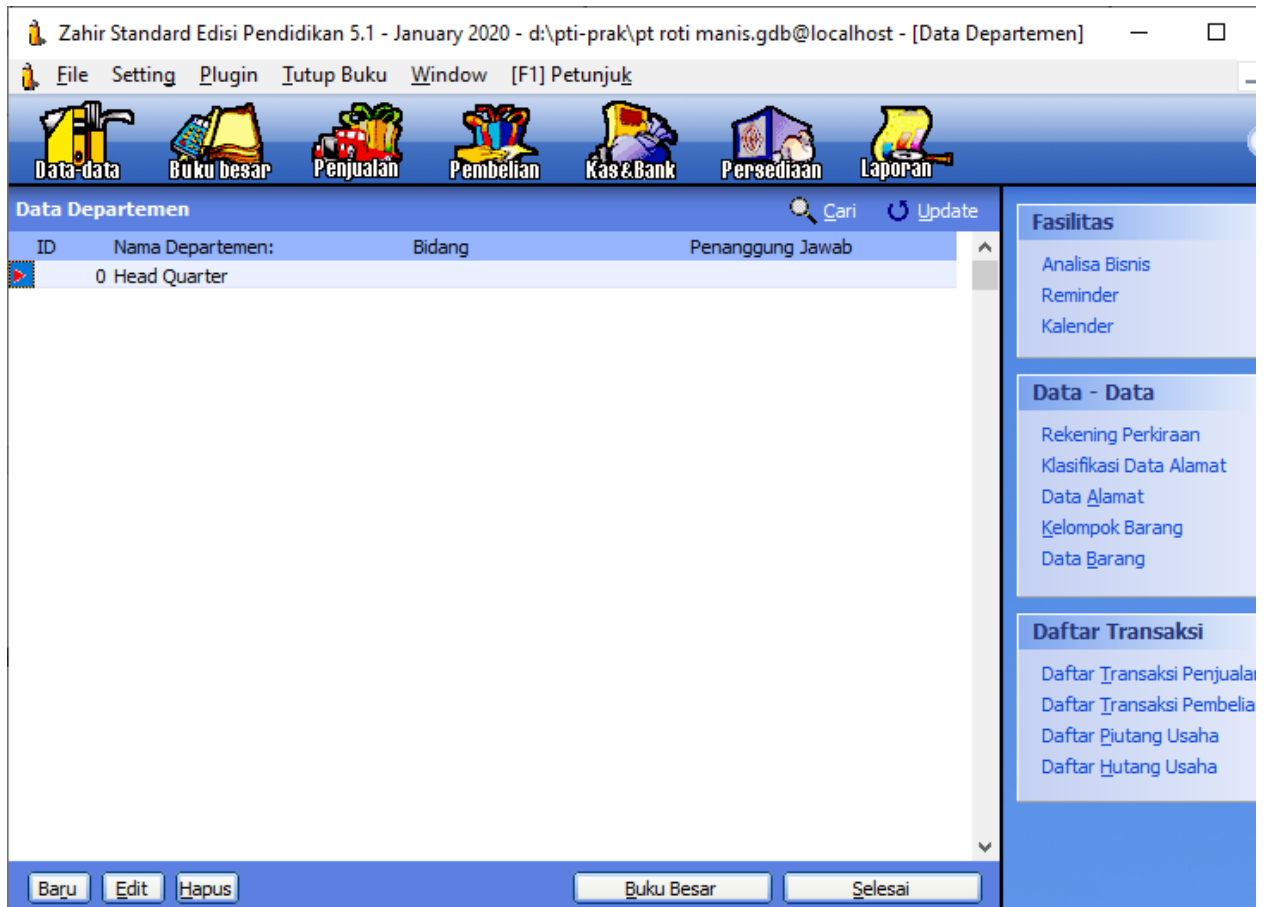 Zahir Standard Edisi Pendidikan 5.1 - January 2020 - d:\pti-prak\pt roti manis.gdb@localhost - [Data Departemen]
File Setting Plugin Tutup Buku Window [F1] Petunjuk
Data-data Buku besar Penjualan Pembelian Kas&Bank Persediaan Laporan
Data Departemen Cari Update
ID Nama Departemen: Bidang Penanggung Jawab
0 Head Quarter
Fasilitas
Analisa Bisnis
Reminder
Kalender
Data - Data
Rekening Perkiraan
Klasifikasi Data Alamat
Data Alamat
Kelompok Barang
Data Barang
Daftar Transaksi
Daftar Transaksi Penjualan
Daftar Transaksi Pembelia
Daftar Piutang Usaha
Daftar Hutang Usaha
Baru Edit Hapus Buku Besar Selesai